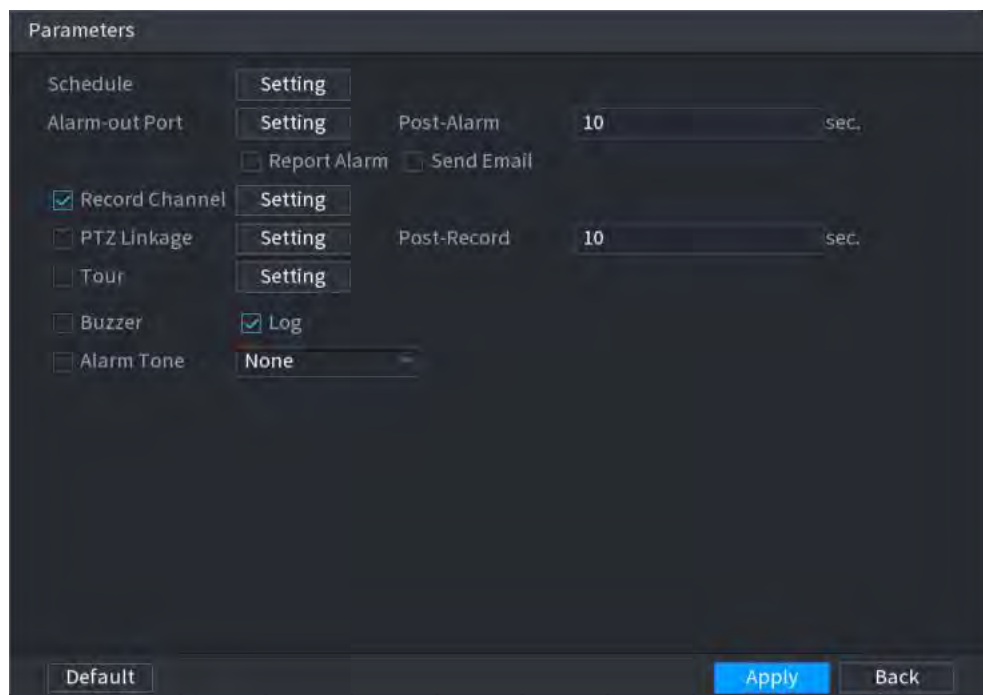 Parameters
Schedule Setting
Alarm-out Port Setting Post-Alarm 10 sec.
Report Alarm Send Email
Record Channel Setting
PTZ Linkage Setting Post-Record 10 sec.
Tour Setting
Buzzer Log
Alarm Tone None
Default Apply Back